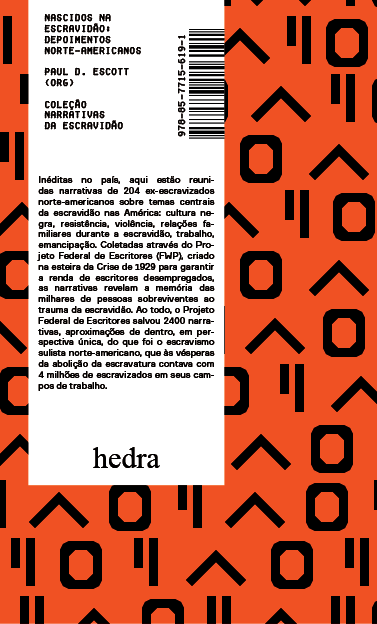 NASCIDOS NA
ESCRAVIDÃO:
DEPOIMENTOS
NORTE-AMERICANOS
PAUL D. ESCOTT
(ORG)
COLEÇÃO
NARRATIVAS
DA ESCRAVIDÃO
978-85-7715-619-1
Inéditas no país, aqui estão reuni-
das narrativas de 204 ex-escravizados
norte-americanos sobre temas centrais
da escravidão nas América: cultura ne-
gra, resistência, violência, relações fa-
miliares durante a escravidão, trabalho,
emancipação. Coletadas através do Pro-
jeto Federal de Escritores (FWP), criado
na esteira da Crise de 1929 para garantir
a renda de escritores desempregados,
as narrativas revelam a memória das
milhares de pessoas sobreviventes ao
trauma da escravidão. Ao todo, o Projeto
Federal de Escritores salvou 2400 narra-
tivas, aproximações de dentro, em per-
spectiva única, do que foi o escravismo
sulista norte-americano, que às vésperas
da abolição da escravatura contava com
4 milhões de escravizados em seus cam-
pos de trabalho.
hedra